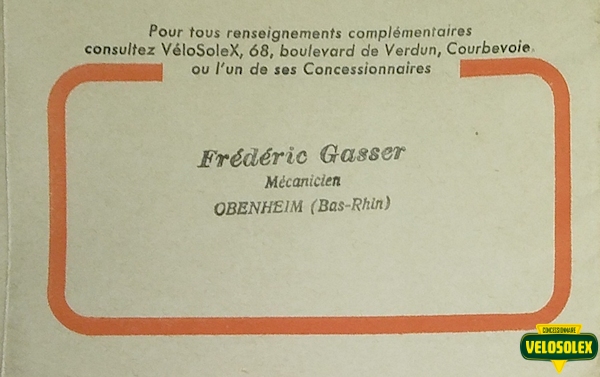 Pour tous renseignements complémentaires
consultez VéloSoleX, 68, boulevard de Verdun, Courbevoie,
ou l'un de ses Concessionnaires
Frédéric Gasser
Mécanicien
OBENHEIM (Bas-Rhin)
CONCESSIONNAIRE
VELOSOLEX